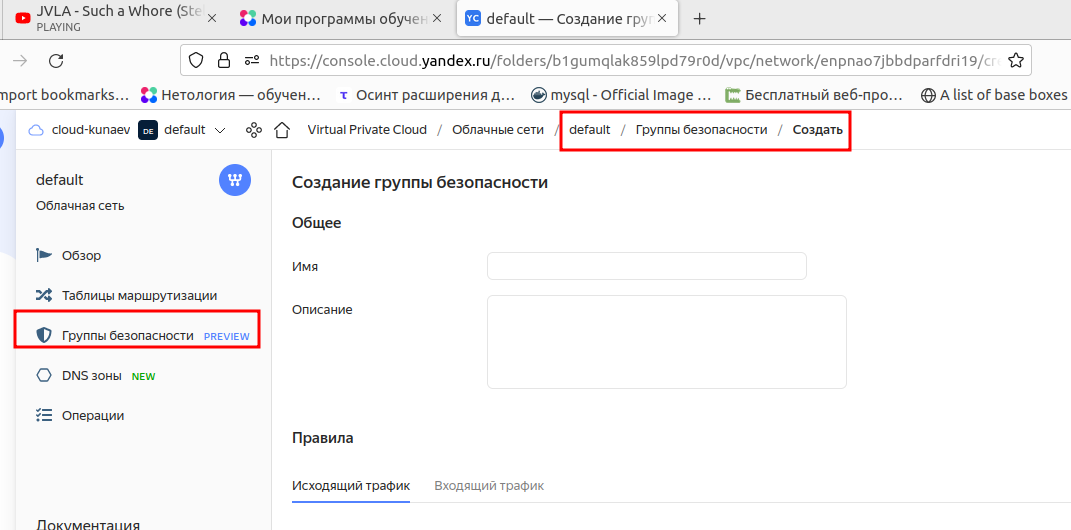 JVLA - Such a Whore (Stel
PLAYING
Мои программы обучен
YC default — Создание груп
https://console.cloud.yandex.ru/folders/b1gumqlak859lpd79r0d/vpc/network/enpnao7jbbdparfdri19/cre
mport bookmarks... Нетология — обучен... τ Осинт расширения д... mysql - Official Image ... Бесплатный веб-про... A list of base boxes
cloud-kunaev DE default Virtual Private Cloud / Облачные сети / default / Группы безопасности / Создать
default
Облачная сеть
Обзор
Таблицы маршрутизации
Группы безопасности PREVIEW
DNS зоны NEW
Операции
Документация
Создание группы безопасности
Общее
Имя
Описание
Правила
Исходящий трафик Входящий трафик